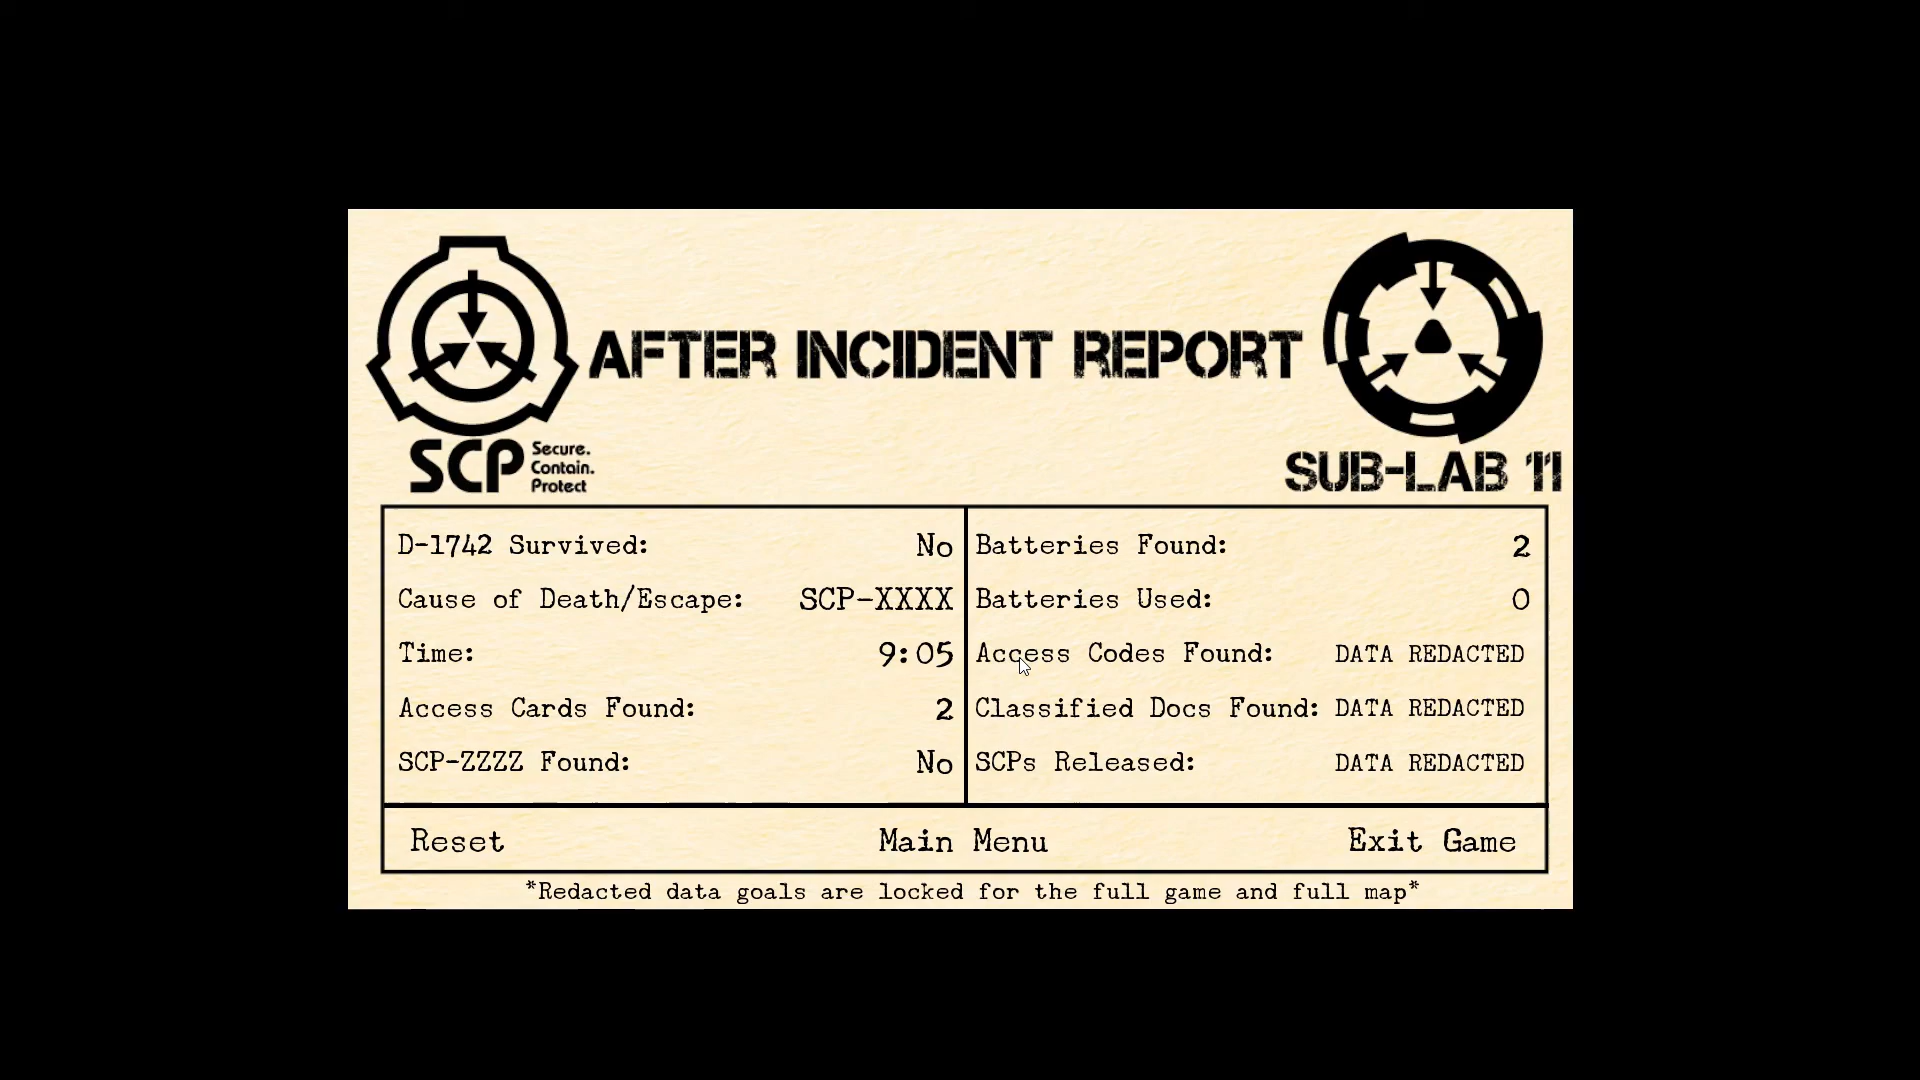 AFTER INCIDENT REPORT
SCP Secure. Contain. Protect
SUB-LAB 11
D-1742 Survived: No
Cause of Death/Escape: SCP-XXXX
Time: 9:05
Access Cards Found: 2
SCP-ZZZZ Found: No
Batteries Found: 2
Batteries Used: 0
Access Codes Found: DATA REDACTED
Classified Docs Found: DATA REDACTED
SCPs Released: DATA REDACTED
Reset Main Menu Exit Game
*Redacted data goals are locked for the full game and full map*